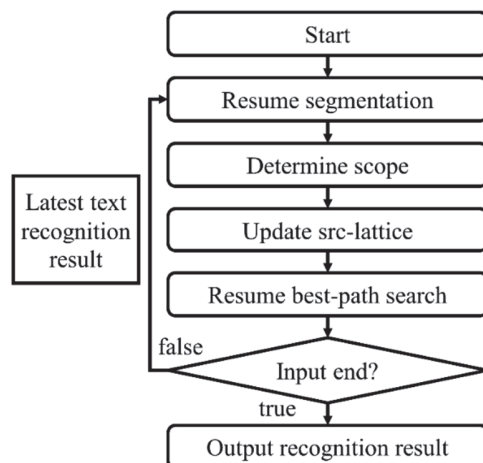 Start
Resume segmentation
Determine scope
Latest text
recognition
result
Update src-lattice
Resume best-path search
false
Input end?
true
Output recognition result